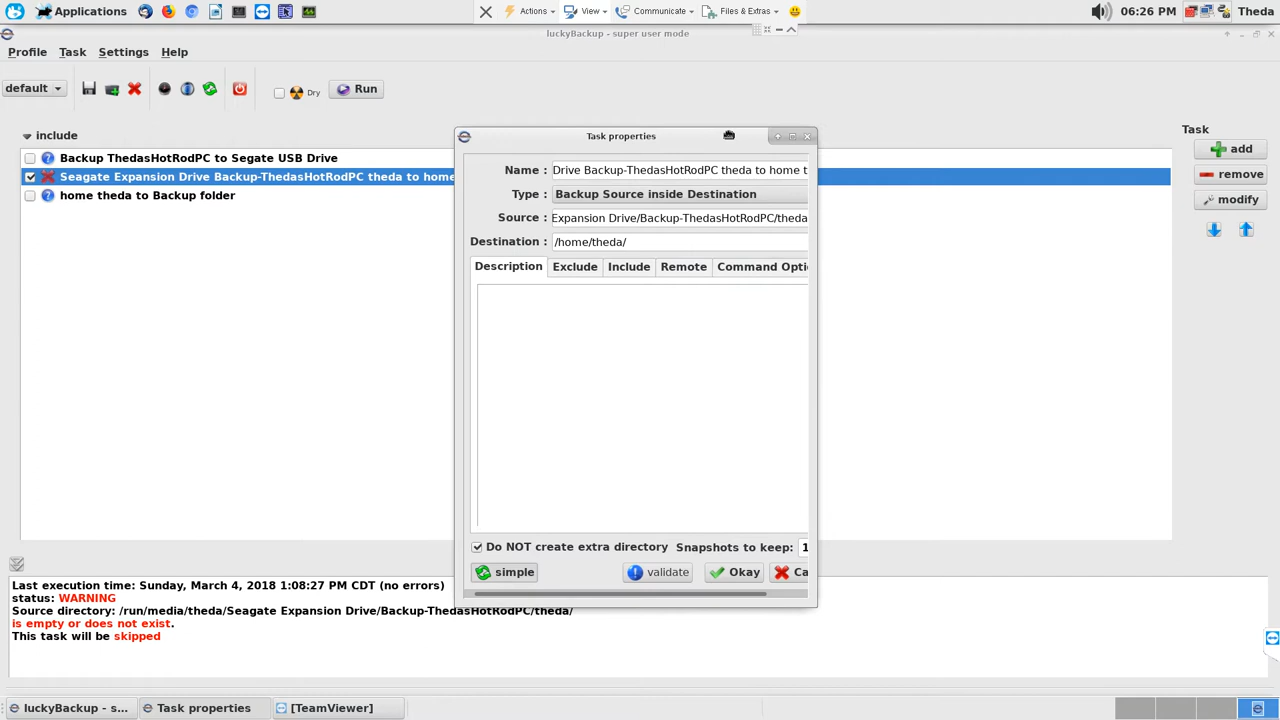 Applications
Actions
View
Communicate
Files & Extras
06:26 PM
Theda
luckyBackup - super user mode
Profile
Task
Settings
Help
default
Dry
Run
include
Backup ThedasHotRodPC to Segate USB Drive
Seagate Expansion Drive Backup-ThedasHotRodPC theda to home
home theda to Backup folder
Task
add
remove
modify
Task properties
Name :
Drive Backup-ThedasHotRodPC theda to home t
Type :
Backup Source inside Destination
Source :
Expansion Drive/Backup-ThedasHotRodPC/theda
Destination :
/home/theda/
Description
Exclude
Include
Remote
Command Optio
Do NOT create extra directory
Snapshots to keep:
1
simple
validate
Okay
Ca
Last execution time: Sunday, March 4, 2018 1:08:27 PM CDT (no errors)
status: WARNING
Source directory: /run/media/theda/Seagate Expansion Drive/Backup-ThedasHotRodPC/theda/
is empty or does not exist.
This task will be skipped
luckyBackup - s...
Task properties
[TeamViewer]